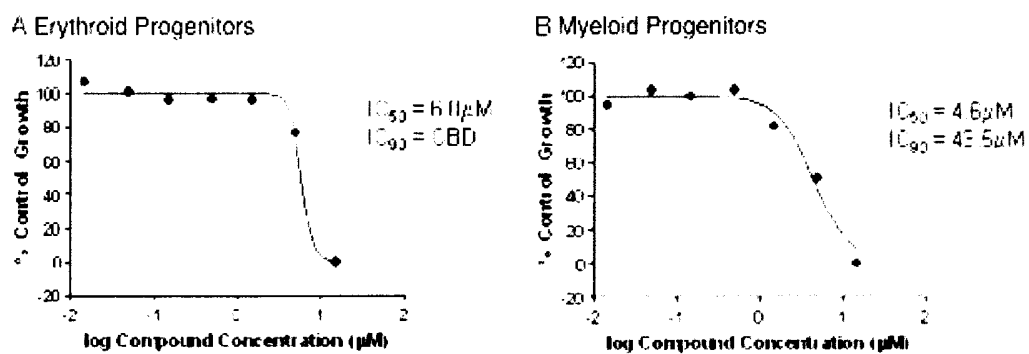 A Erythroid Progenitors
120
100
80
60
40
20
0
-20
-2
-1
0
1
2
% Control Growth
log Compound Concentration (µM)
IC50 = 6.0µM
IC90 = CBD
B Myeloid Progenitors
120
100
80
60
40
20
0
-20
-2
-1
0
1
2
% Control Growth
log Compound Concentration (µM)
IC50 = 4.6µM
IC90 = 43.5µM